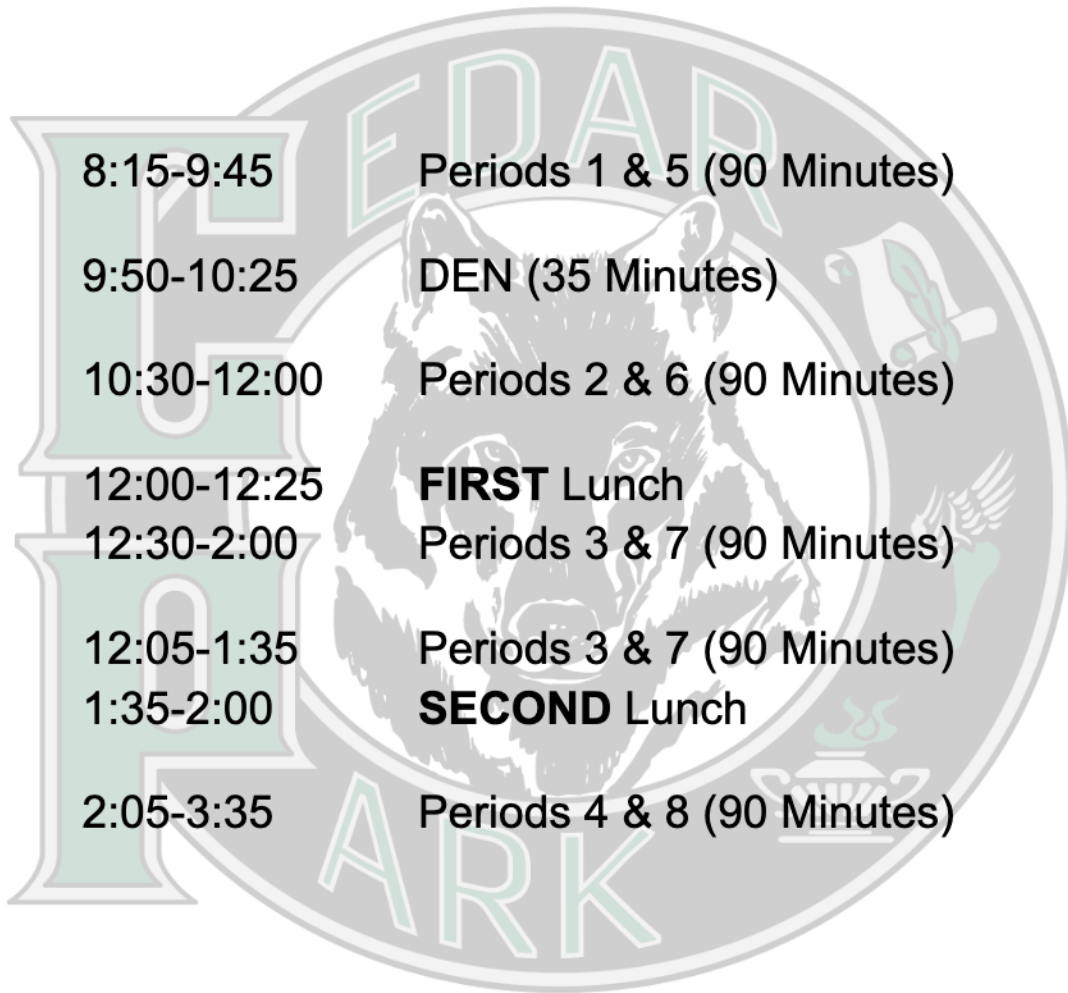 CEDAR
8:15-9:45 Periods 1 & 5 (90 Minutes)
9:50-10:25 DEN (35 Minutes)
10:30-12:00 Periods 2 & 6 (90 Minutes)
12:00-12:25 FIRST Lunch
12:30-2:00 Periods 3 & 7 (90 Minutes)
12:05-1:35 Periods 3 & 7 (90 Minutes)
1:35-2:00 SECOND Lunch
2:05-3:35 Periods 4 & 8 (90 Minutes)
PARK